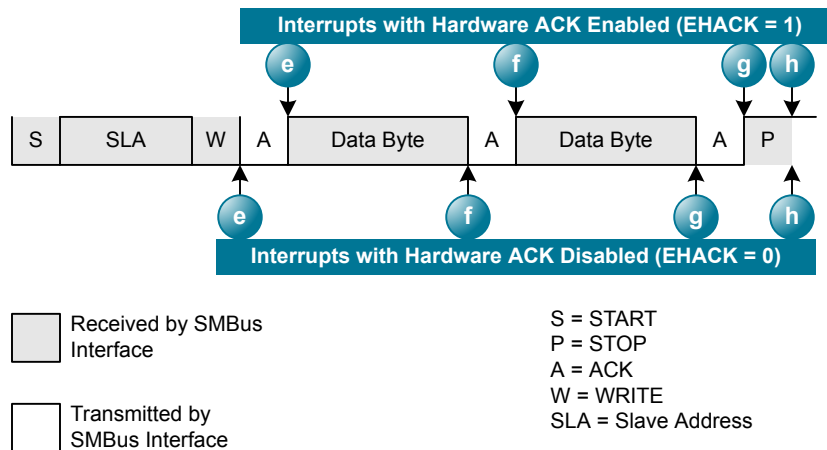 Interrupts with Hardware ACK Enabled (EHACK = 1)
e f g h
S SLA W A Data Byte A Data Byte A P
e f g h
Interrupts with Hardware ACK Disabled (EHACK = 0)
Received by SMBus
Interface
Transmitted by
SMBus Interface
S = START
P = STOP
A = ACK
W = WRITE
SLA = Slave Address